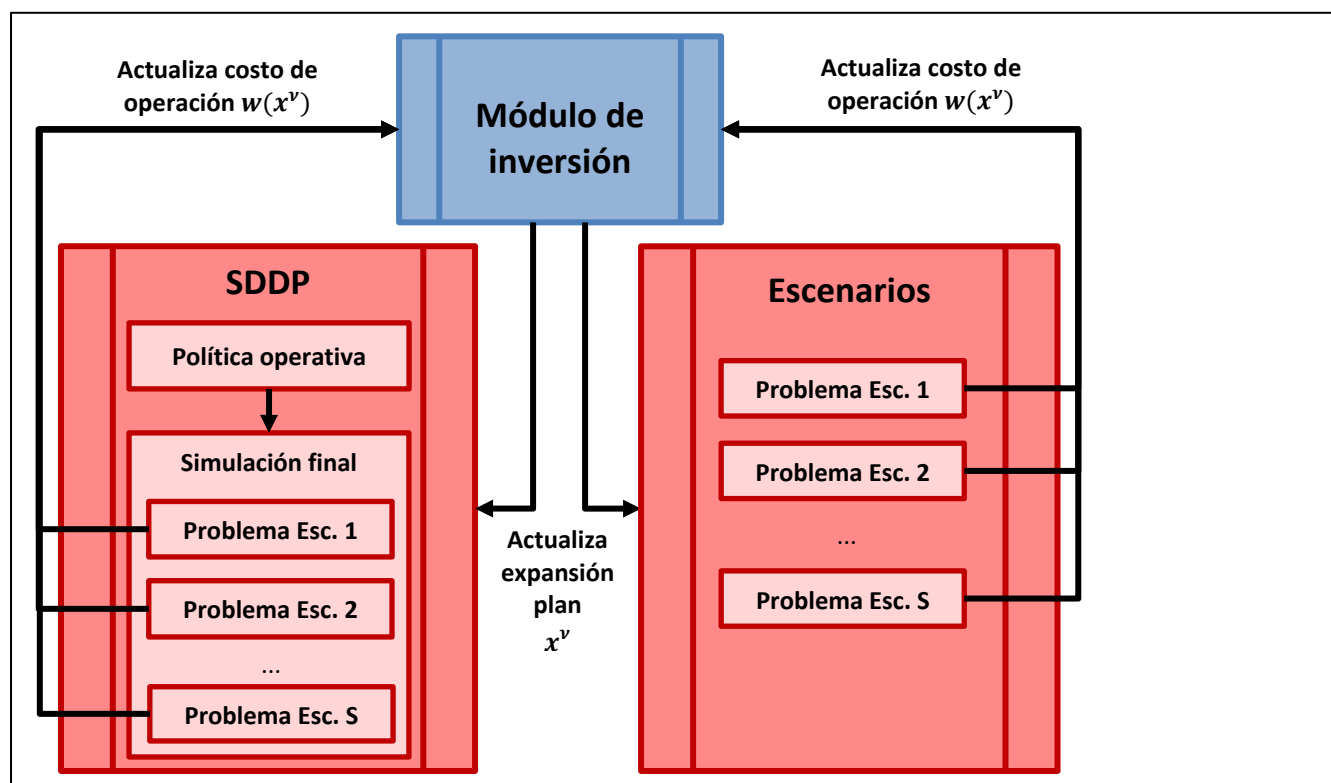 Actualiza costo de
operación w(x^ν)
Módulo de
inversión
Actualiza costo de
operación w(x^ν)
SDDP
Política operativa
Simulación final
Problema Esc. 1
Problema Esc. 2
...
Problema Esc. S
Actualiza
expansión
plan
x^ν
Escenarios
Problema Esc. 1
Problema Esc. 2
...
Problema Esc. S